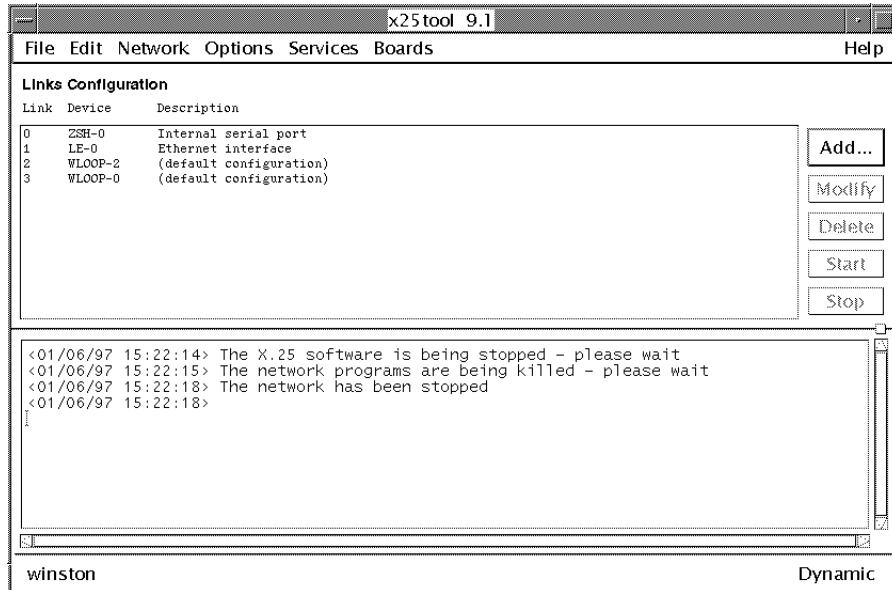 x25tool 9.1
File Edit Network Options Services Boards Help
Links Configuration
Link Device Description
0 ZSH-0 Internal serial port
1 LE-0 Ethernet interface
2 WLOOP-2 (default configuration)
3 WLOOP-0 (default configuration)
Add...
Modify
Delete
Start
Stop
<01/06/97 15:22:14> The X.25 software is being stopped – please wait
<01/06/97 15:22:15> The network programs are being killed – please wait
<01/06/97 15:22:18> The network has been stopped
<01/06/97 15:22:18>
winston Dynamic